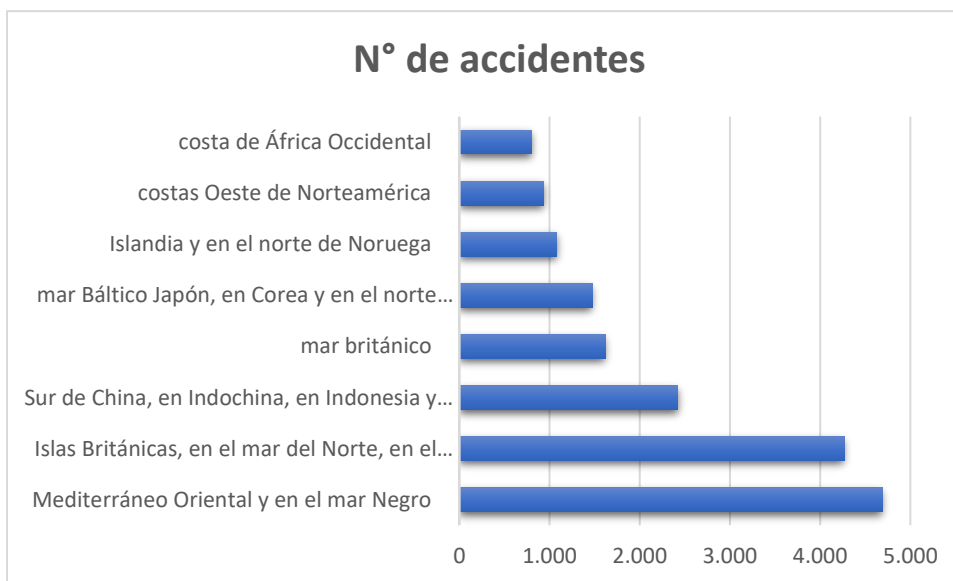 N° de accidentes
costa de África Occidental
costas Oeste de Norteamérica
Islandia y en el norte de Noruega
mar Báltico Japón, en Corea y en el norte…
mar británico
Sur de China, en Indochina, en Indonesia y…
Islas Británicas, en el mar del Norte, en el…
Mediterráneo Oriental y en el mar Negro
0 1.000 2.000 3.000 4.000 5.000